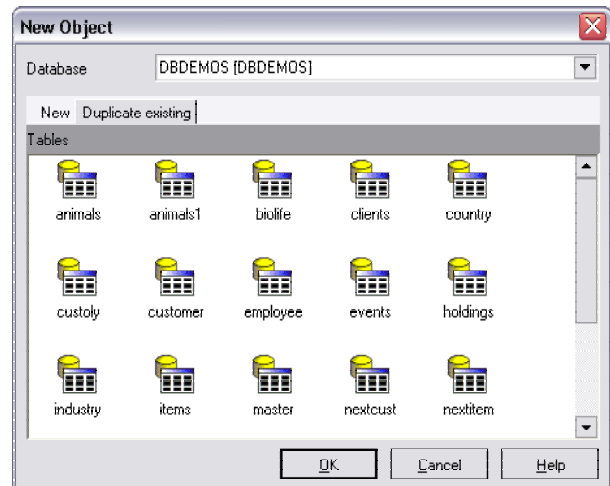 New Object
Database DBDEMOS [DBDEMOS]
New Duplicate existing
Tables
animals animals1 biolife clients country
custoly customer employee events holdings
industry items master nextcust nextitem
OK Cancel Help